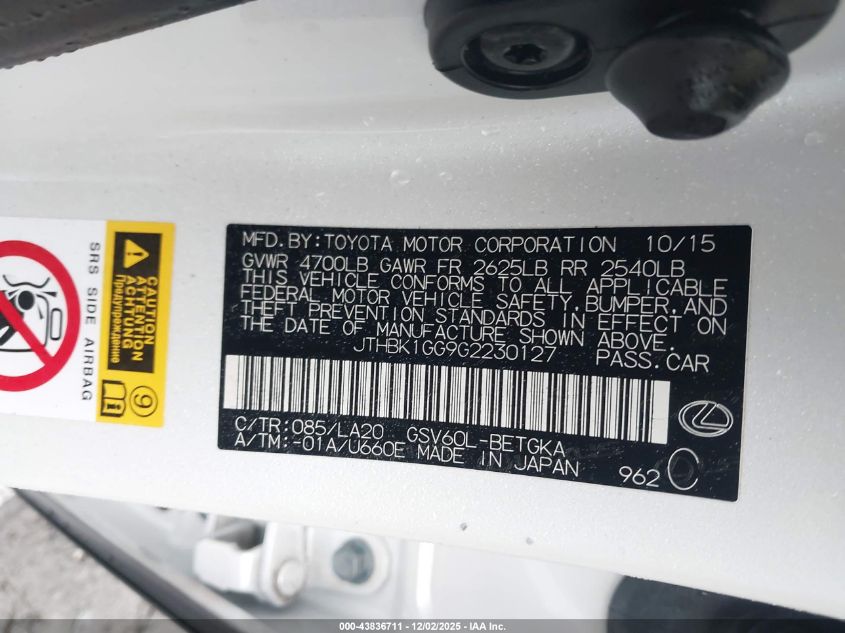 MFD.BY:TOYOTA MOTOR CORPORATION 10/15
GVWR 4700LB GAWR FR 2625LB RR 2540LB
THIS VEHICLE CONFORMS TO ALL APPLICABLE
FEDERAL MOTOR VEHICLE SAFETY, BUMPER, AND
THEFT PREVENTION STANDARDS IN EFFECT ON
THE DATE OF MANUFACTURE SHOWN ABOVE.
JTHBK1GG9G2230127 PASS.CAR
C/TR:085/LA20 GSV60L-BETGKA
A/TM:-01A/U660E MADE IN JAPAN
962 C
SRS SIDE AIRBAG
CAUTION
ATTENTION
ACHTUNG
Предупреждение
9
000-43836711 - 12/02/2025 - IAA Inc.